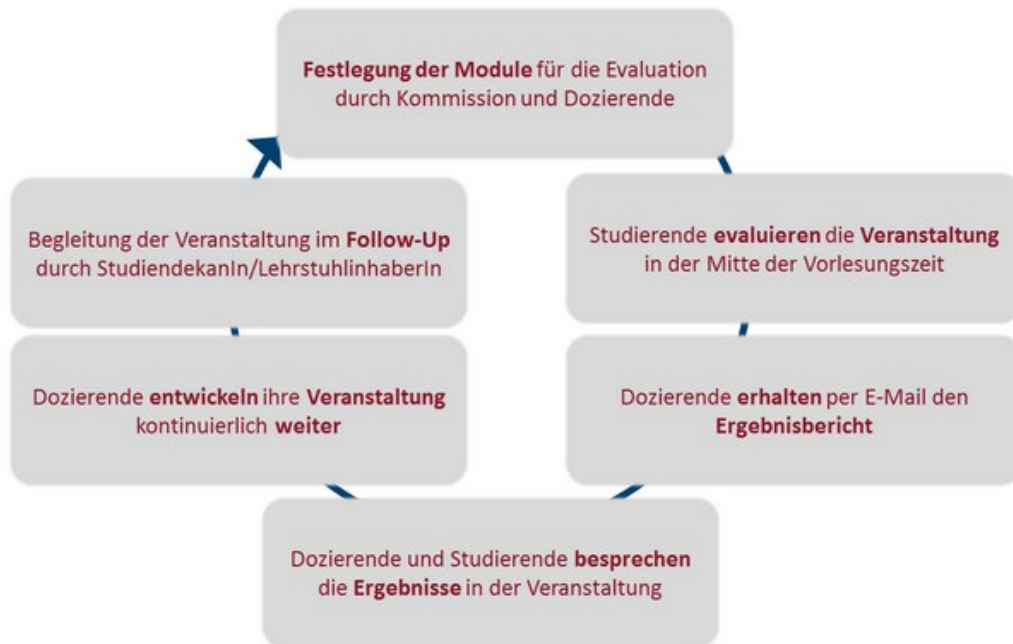 Festlegung der Module für die Evaluation
durch Kommission und Dozierende
Studierende evaluieren die Veranstaltung
in der Mitte der Vorlesungszeit
Dozierende erhalten per E-Mail den
Ergebnisbericht
Dozierende und Studierende besprechen
die Ergebnisse in der Veranstaltung
Dozierende entwickeln ihre Veranstaltung
kontinuierlich weiter
Begleitung der Veranstaltung im Follow-Up
durch StudiendekanIn/LehrstuhlinhaberIn